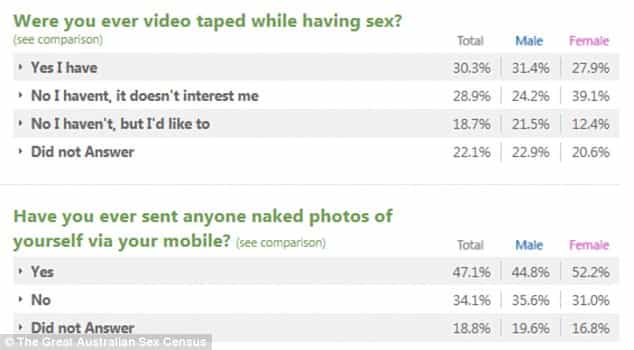 Were you ever video taped while having sex?
(see comparison) Total Male Female
Yes I have 30.3% 31.4% 27.9%
No I havent, it doesn't interest me 28.9% 24.2% 39.1%
No I haven't, but I'd like to 18.7% 21.5% 12.4%
Did not Answer 22.1% 22.9% 20.6%
Have you ever sent anyone naked photos of
yourself via your mobile? (see comparison) Total Male Female
Yes 47.1% 44.8% 52.2%
No 34.1% 35.6% 31.0%
Did not Answer 18.8% 19.6% 16.8%
© The Great Australian Sex Census